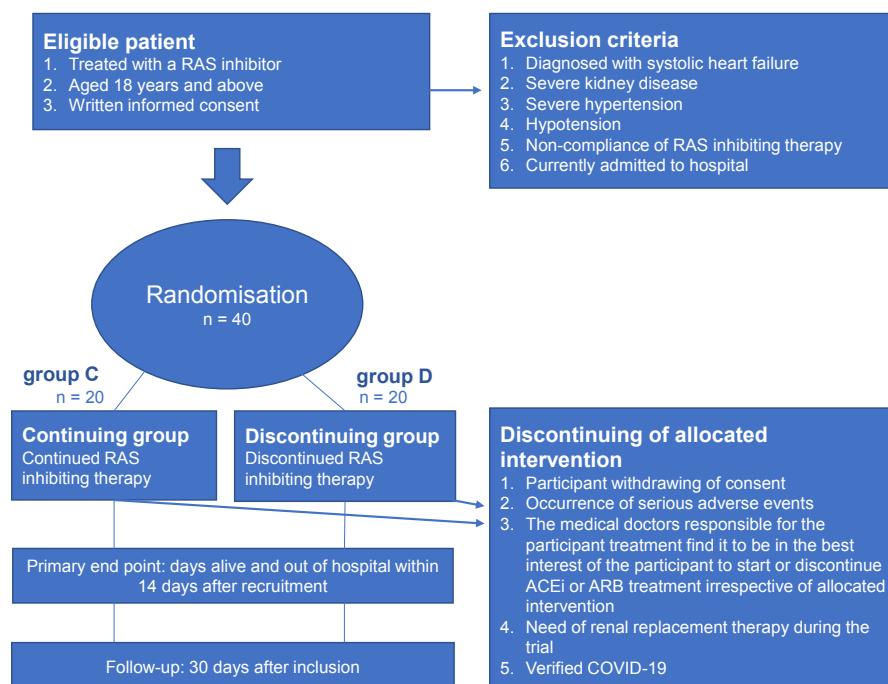 Eligible patient
1. Treated with a RAS inhibitor
2. Aged 18 years and above
3. Written informed consent
Exclusion criteria
1. Diagnosed with systolic heart failure
2. Severe kidney disease
3. Severe hypertension
4. Hypotension
5. Non-compliance of RAS inhibiting therapy
6. Currently admitted to hospital
Randomisation
n = 40
group C
n = 20
group D
n = 20
Continuing group
Continued RAS
inhibiting therapy
Discontinuing group
Discontinued RAS
inhibiting therapy
Discontinuing of allocated
intervention
1. Participant withdrawing of consent
2. Occurrence of serious adverse events
3. The medical doctors responsible for the
participant treatment find it to be in the best
interest of the participant to start or discontinue
ACEi or ARB treatment irrespective of allocated
intervention
4. Need of renal replacement therapy during the
trial
5. Verified COVID-19
Primary end point: days alive and out of hospital within
14 days after recruitment
Follow-up: 30 days after inclusion